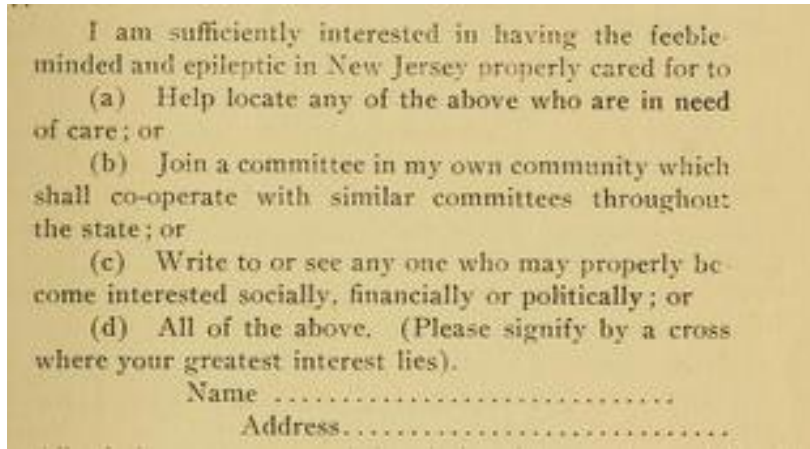 I am sufficiently interested in having the feeble-
minded and epileptic in New Jersey properly cared for to
(a) Help locate any of the above who are in need
of care; or
(b) Join a committee in my own community which
shall co-operate with similar committees throughout
the state; or
(c) Write to or see any one who may properly be-
come interested socially, financially or politically; or
(d) All of the above. (Please signify by a cross
where your greatest interest lies).
Name ..............................
Address.............................